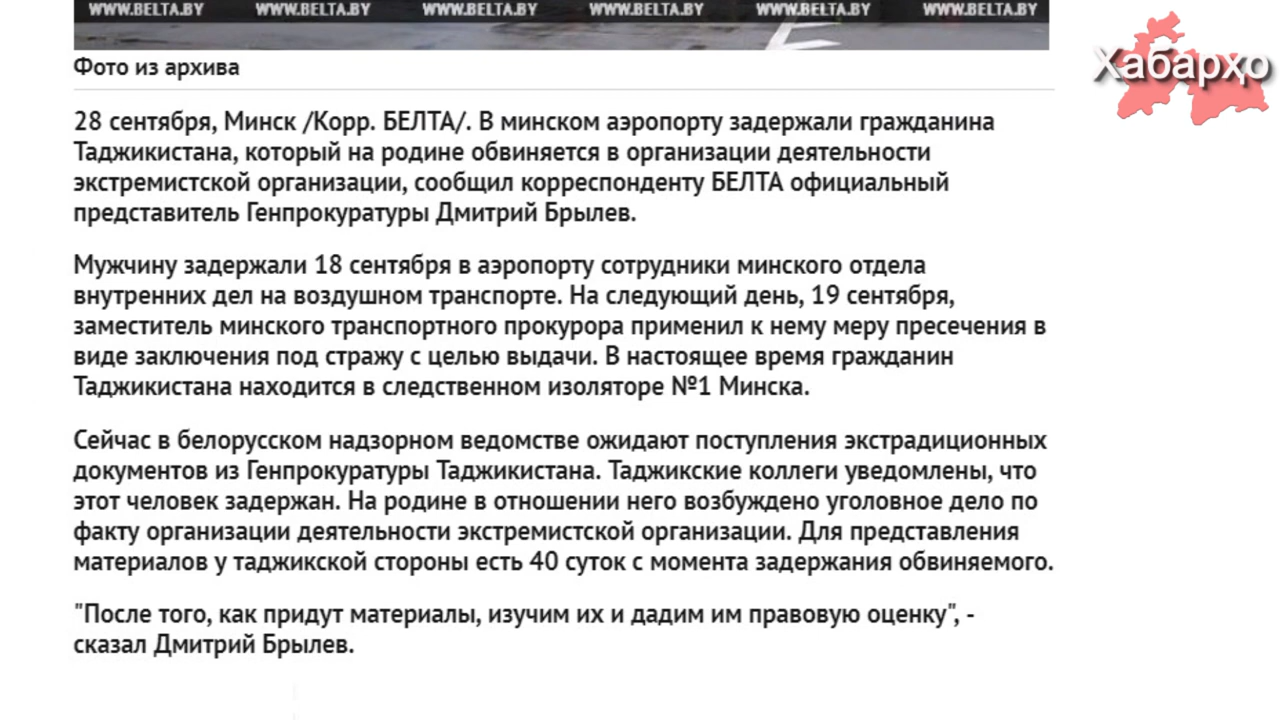 WWW.BELTA.BY WWW.BELTA.BY WWW.BELTA.BY WWW.BELTA.BY WWW.BELTA.BY WWW.BELTA.BY
Хабарҳо
Фото из архива
28 сентября, Минск /Корр. БЕЛТА/. В минском аэропорту задержали гражданина
Таджикистана, который на родине обвиняется в организации деятельности
экстремистской организации, сообщил корреспонденту БЕЛТА официальный
представитель Генпрокуратуры Дмитрий Брылев.
Мужчину задержали 18 сентября в аэропорту сотрудники минского отдела
внутренних дел на воздушном транспорте. На следующий день, 19 сентября,
заместитель минского транспортного прокурора применил к нему меру пресечения в
виде заключения под стражу с целью выдачи. В настоящее время гражданин
Таджикистана находится в следственном изоляторе №1 Минска.
Сейчас в белорусском надзорном ведомстве ожидают поступления экстрадиционных
документов из Генпрокуратуры Таджикистана. Таджикские коллеги уведомлены, что
этот человек задержан. На родине в отношении него возбуждено уголовное дело по
факту организации деятельности экстремистской организации. Для представления
материалов у таджикской стороны есть 40 суток с момента задержания обвиняемого.
"После того, как придут материалы, изучим их и дадим им правовую оценку", -
сказал Дмитрий Брылев.